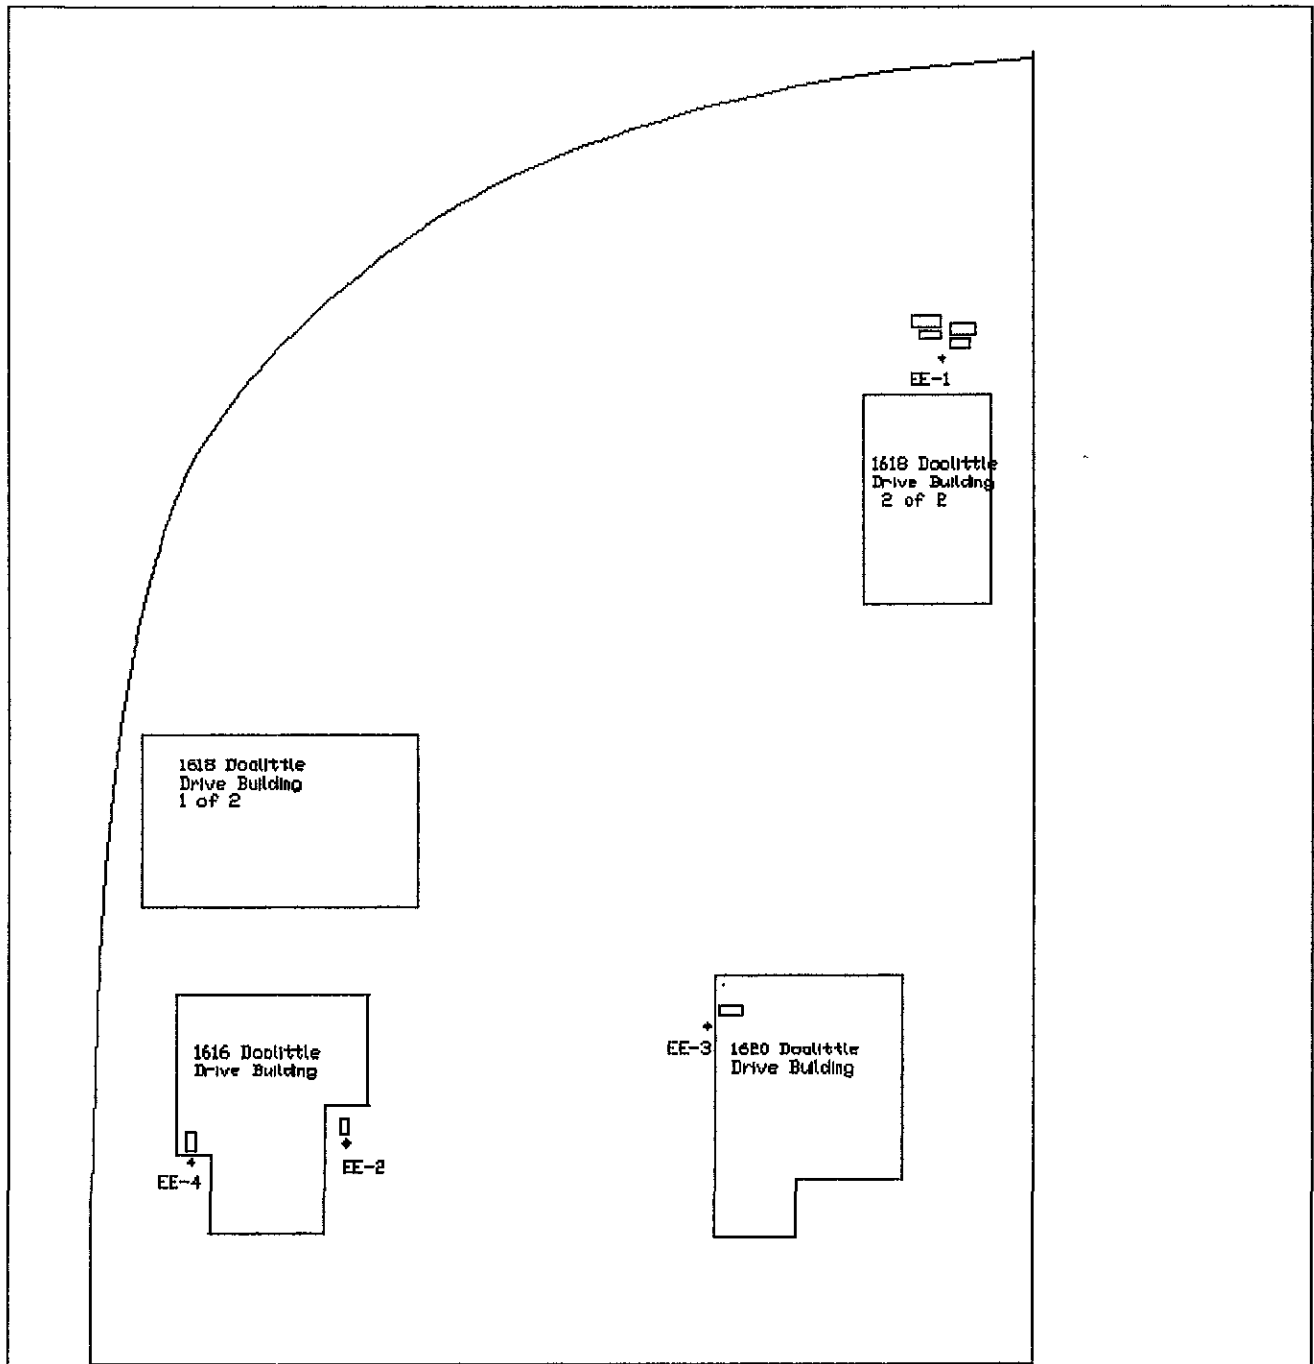 EE-1
1618 Doolittle
Drive Building
2 of 2
1618 Doolittle
Drive Building
1 of 2
1616 Doolittle
Drive Building
EE-2
EE-4
EE-3
1620 Doolittle
Drive Building